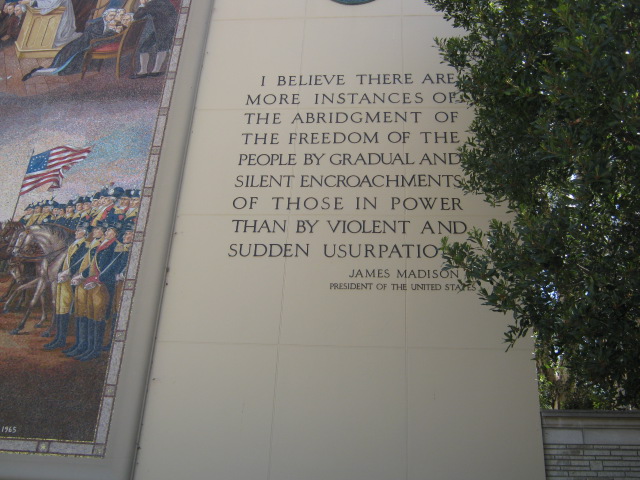 I BELIEVE THERE ARE
MORE INSTANCES OF
THE ABRIDGMENT OF
THE FREEDOM OF THE
PEOPLE BY GRADUAL AND
SILENT ENCROACHMENTS
OF THOSE IN POWER
THAN BY VIOLENT AND
SUDDEN USURPATIO
JAMES MADISON
PRESIDENT OF THE UNITED STATES
1965